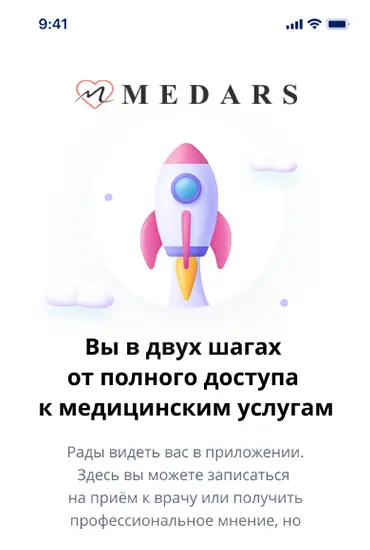 9:41
MEDARS
Вы в двух шагах
от полного доступа
к медицинским услугам
Рады видеть вас в приложении.
Здесь вы можете записаться
на приём к врачу или получить
профессиональное мнение, но